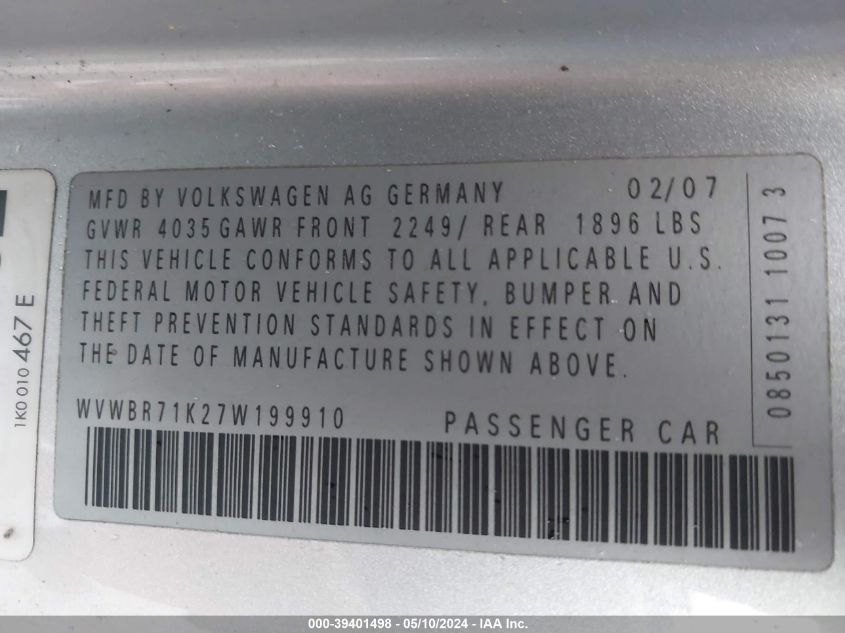 MFD BY VOLKSWAGEN AG GERMANY 02/07
GVWR 4035 GAWR FRONT 2249/ REAR 1896 LBS
THIS VEHICLE CONFORMS TO ALL APPLICABLE U.S.
FEDERAL MOTOR VEHICLE SAFETY, BUMPER AND
THEFT PREVENTION STANDARDS IN EFFECT ON
THE DATE OF MANUFACTURE SHOWN ABOVE.
WVWBR71K27W199910 PASSENGER CAR
0850131 1007 3
1K0 010 467 E
000-39401498 - 05/10/2024 - IAA Inc.